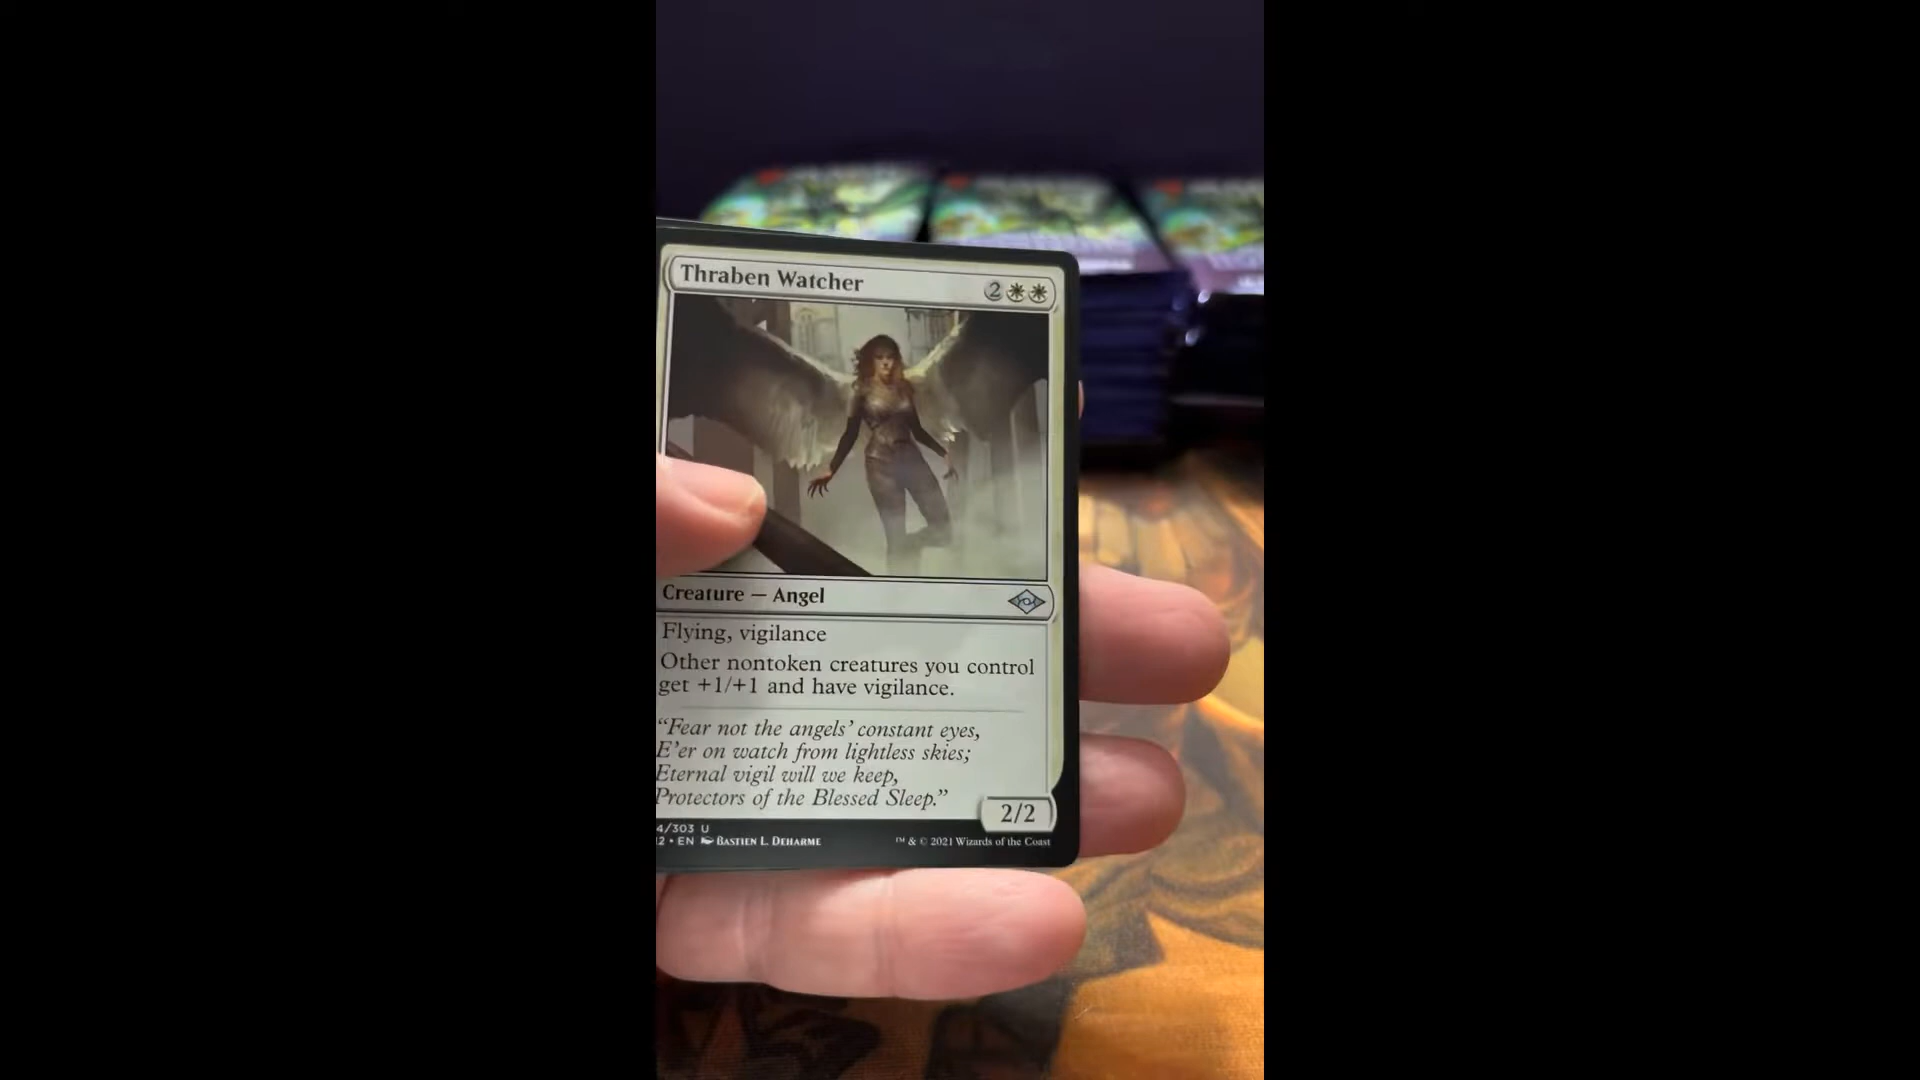 Thraben Watcher 2
Creature — Angel
Flying, vigilance
Other nontoken creatures you control
get +1/+1 and have vigilance.
“Fear not the angels’ constant eyes,
E’er on watch from lightless skies;
Eternal vigil will we keep,
Protectors of the Blessed Sleep.”
2/2
4/303 U
2 • EN Bastien L. Deharme ™ & © 2021 Wizards of the Coast